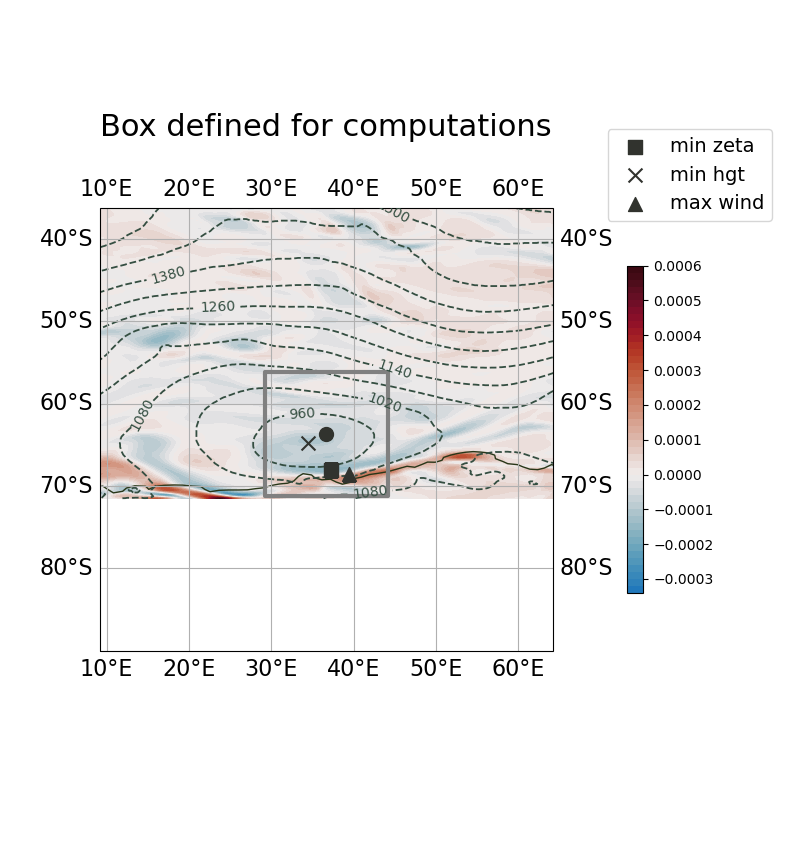 Box defined for computations
min zeta
min hgt
max wind
10°E 20°E 30°E 40°E 50°E 60°E
40°S 40°S
50°S 50°S
60°S 60°S
70°S 70°S
80°S 80°S
10°E 20°E 30°E 40°E 50°E 60°E
1380
1260
1140
1080
1020
960
1080
0.0006
0.0005
0.0004
0.0003
0.0002
0.0001
0.0000
−0.0001
−0.0002
−0.0003